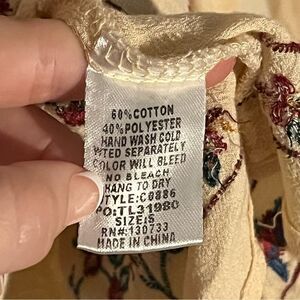 60%COTTON
40%POLYESTER
HAND WASH COLD
WTED SEPARATELY
COLOR WILL BLEED
NO BLEACH
HANG TO DRY
STYLE:C0886
PO:TL31980
SIZE:S
RN#:130733
MADE IN CHINA